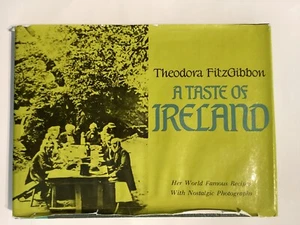 Theodora FitzGibbon
A TASTE OF
IRELAND
Her World Famous Recipes
With Nostalgic Photographs